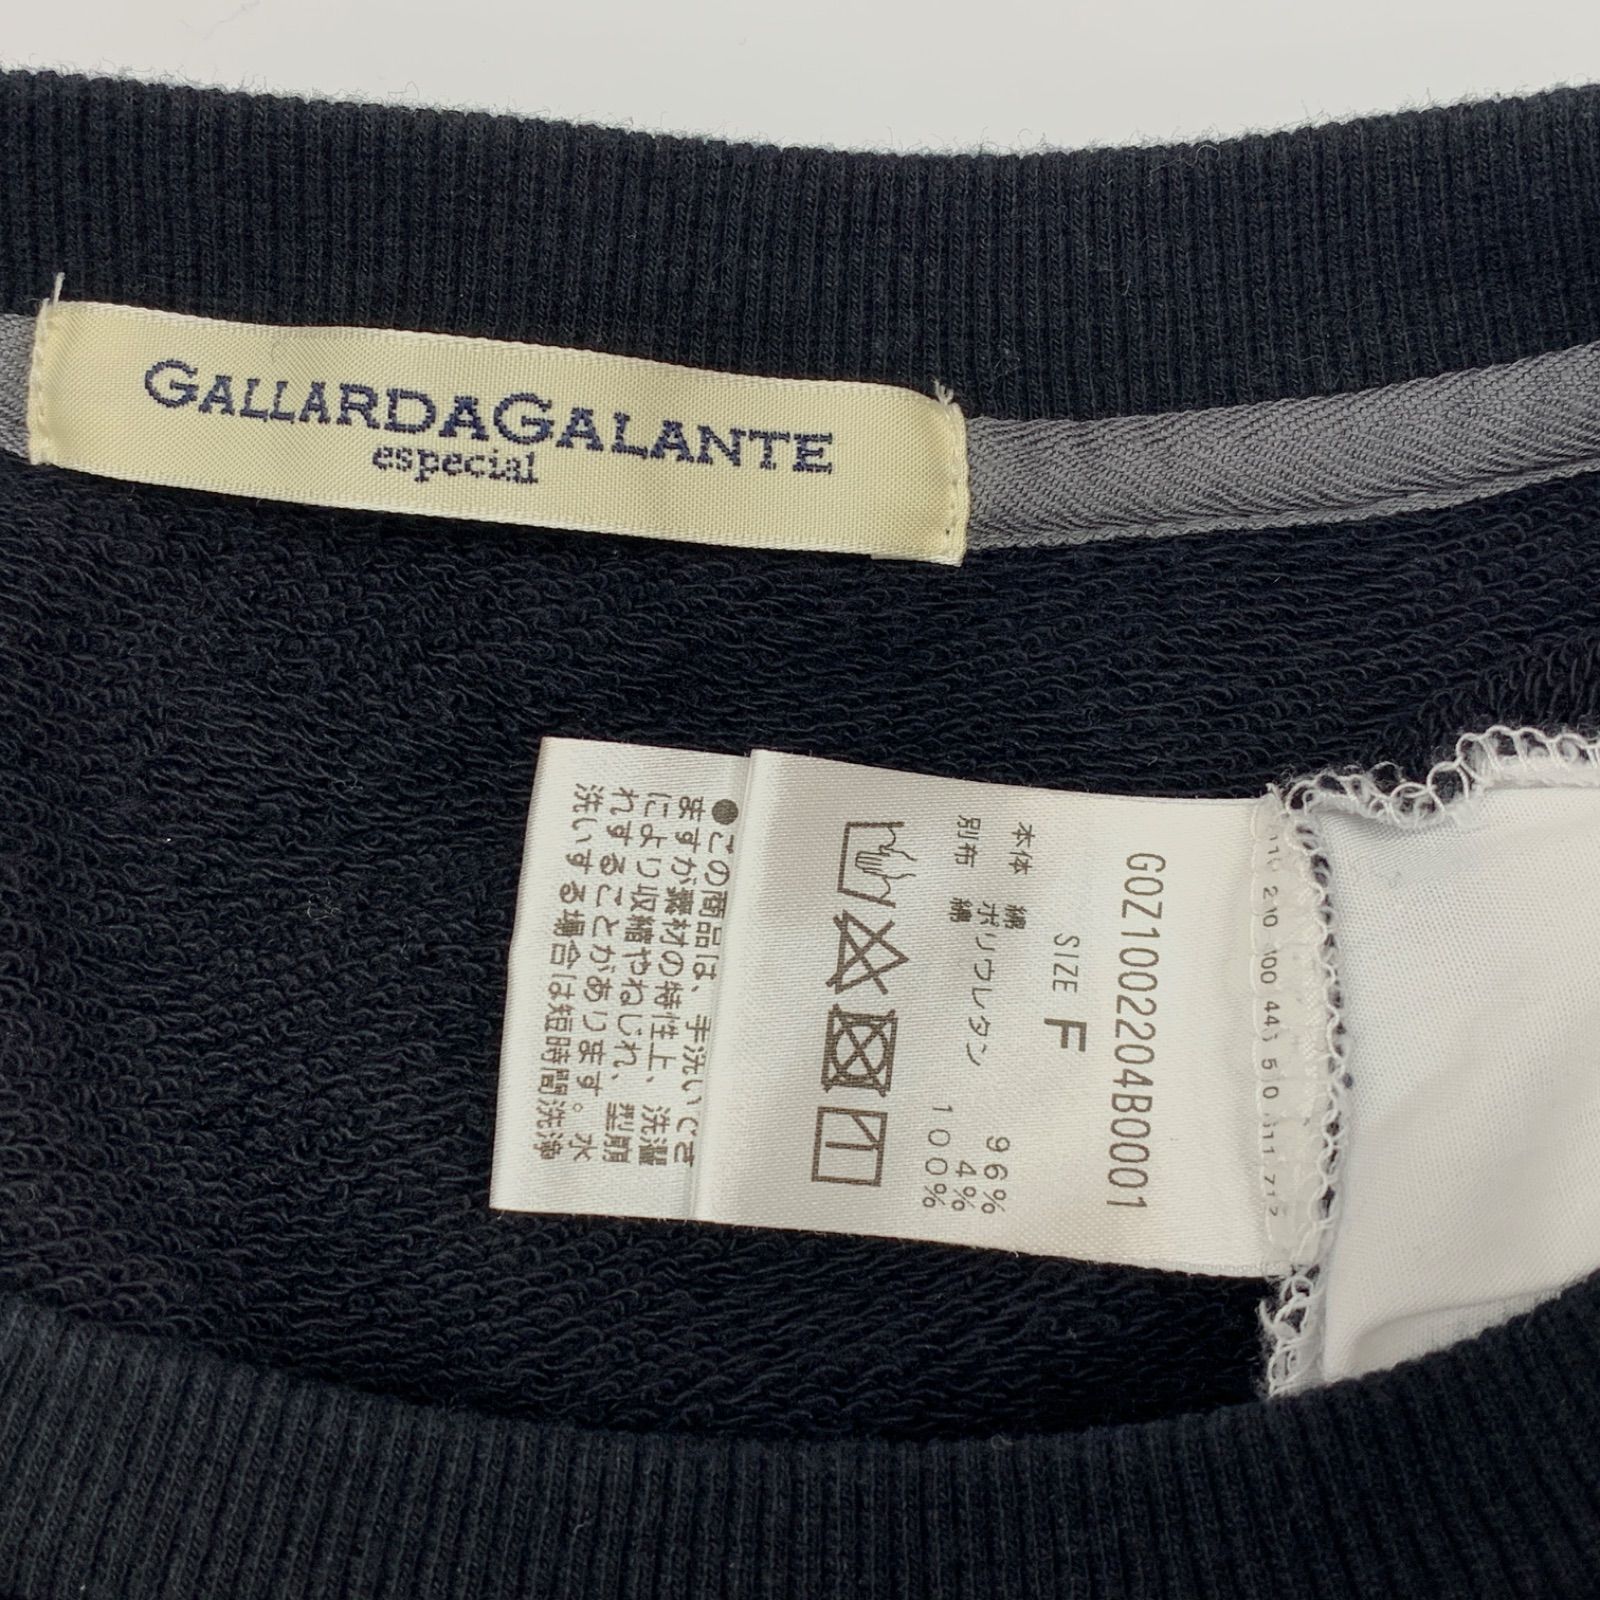 GALLARDAGALANTE
especial
GOZ1002204B0001
SIZE F
本体 綿 96%
ポリウレタン 4%
別布 綿 100%
●この商品は、手洗いできま
すが素材の特性上、洗濯
により収縮やねじれ、型崩
れすることがあります。水
洗いする場合は短時間洗浄